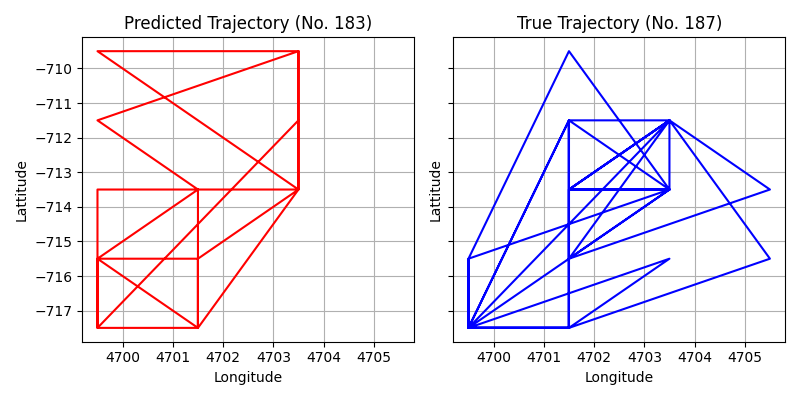 Predicted Trajectory (No. 183)
True Trajectory (No. 187)
Lattitude
Lattitude
−710
−711
−712
−713
−714
−715
−716
−717
4700 4701 4702 4703 4704 4705
4700 4701 4702 4703 4704 4705
Longitude
Longitude